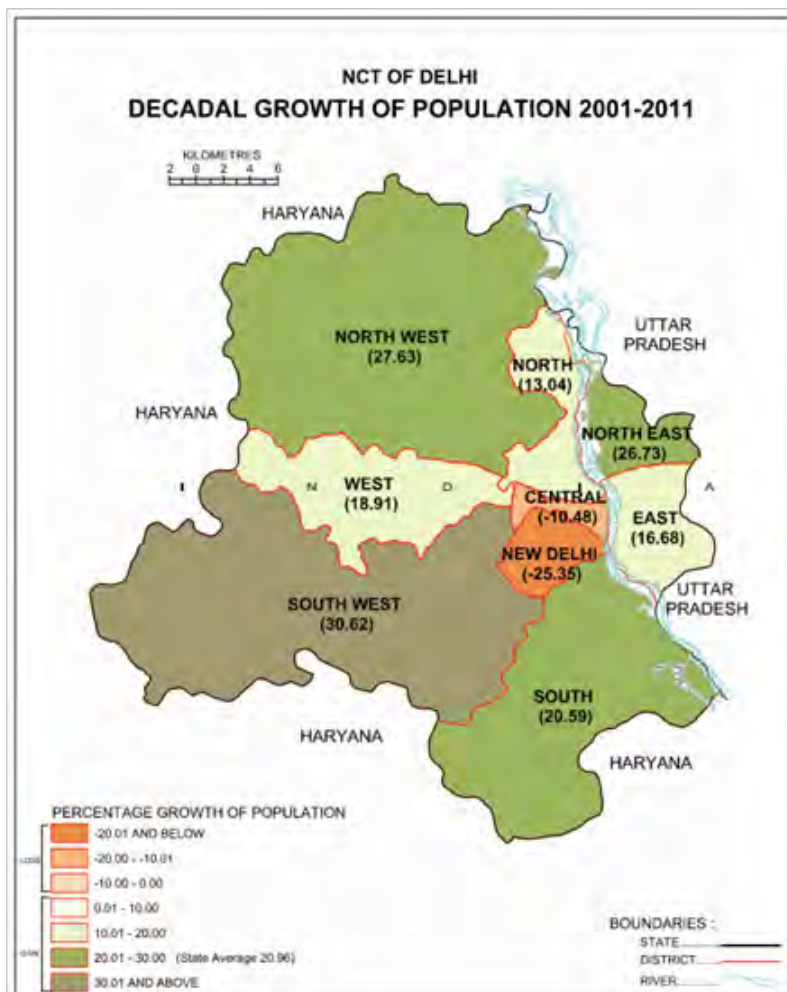 NCT OF DELHI
DECADAL GROWTH OF POPULATION 2001-2011
KILOMETRES
2 0 2 4 6
HARYANA
UTTAR
PRADESH
NORTH WEST
(27.63)
NORTH
(13.04)
HARYANA
NORTH EAST
(26.73)
I N D I A
WEST
(18.91)
CENTRAL
(-10.48)
EAST
(16.68)
NEW DELHI
(-25.35)
UTTAR
PRADESH
SOUTH WEST
(30.62)
SOUTH
(20.59)
HARYANA
HARYANA
PERCENTAGE GROWTH OF POPULATION
-20.01 AND BELOW
-20.00 - -10.01
-10.00 - 0.00
0.01 - 10.00
10.01 - 20.00
20.01 - 30.00 (State Average 20.96)
30.01 AND ABOVE
BOUNDARIES :
STATE
DISTRICT
RIVER